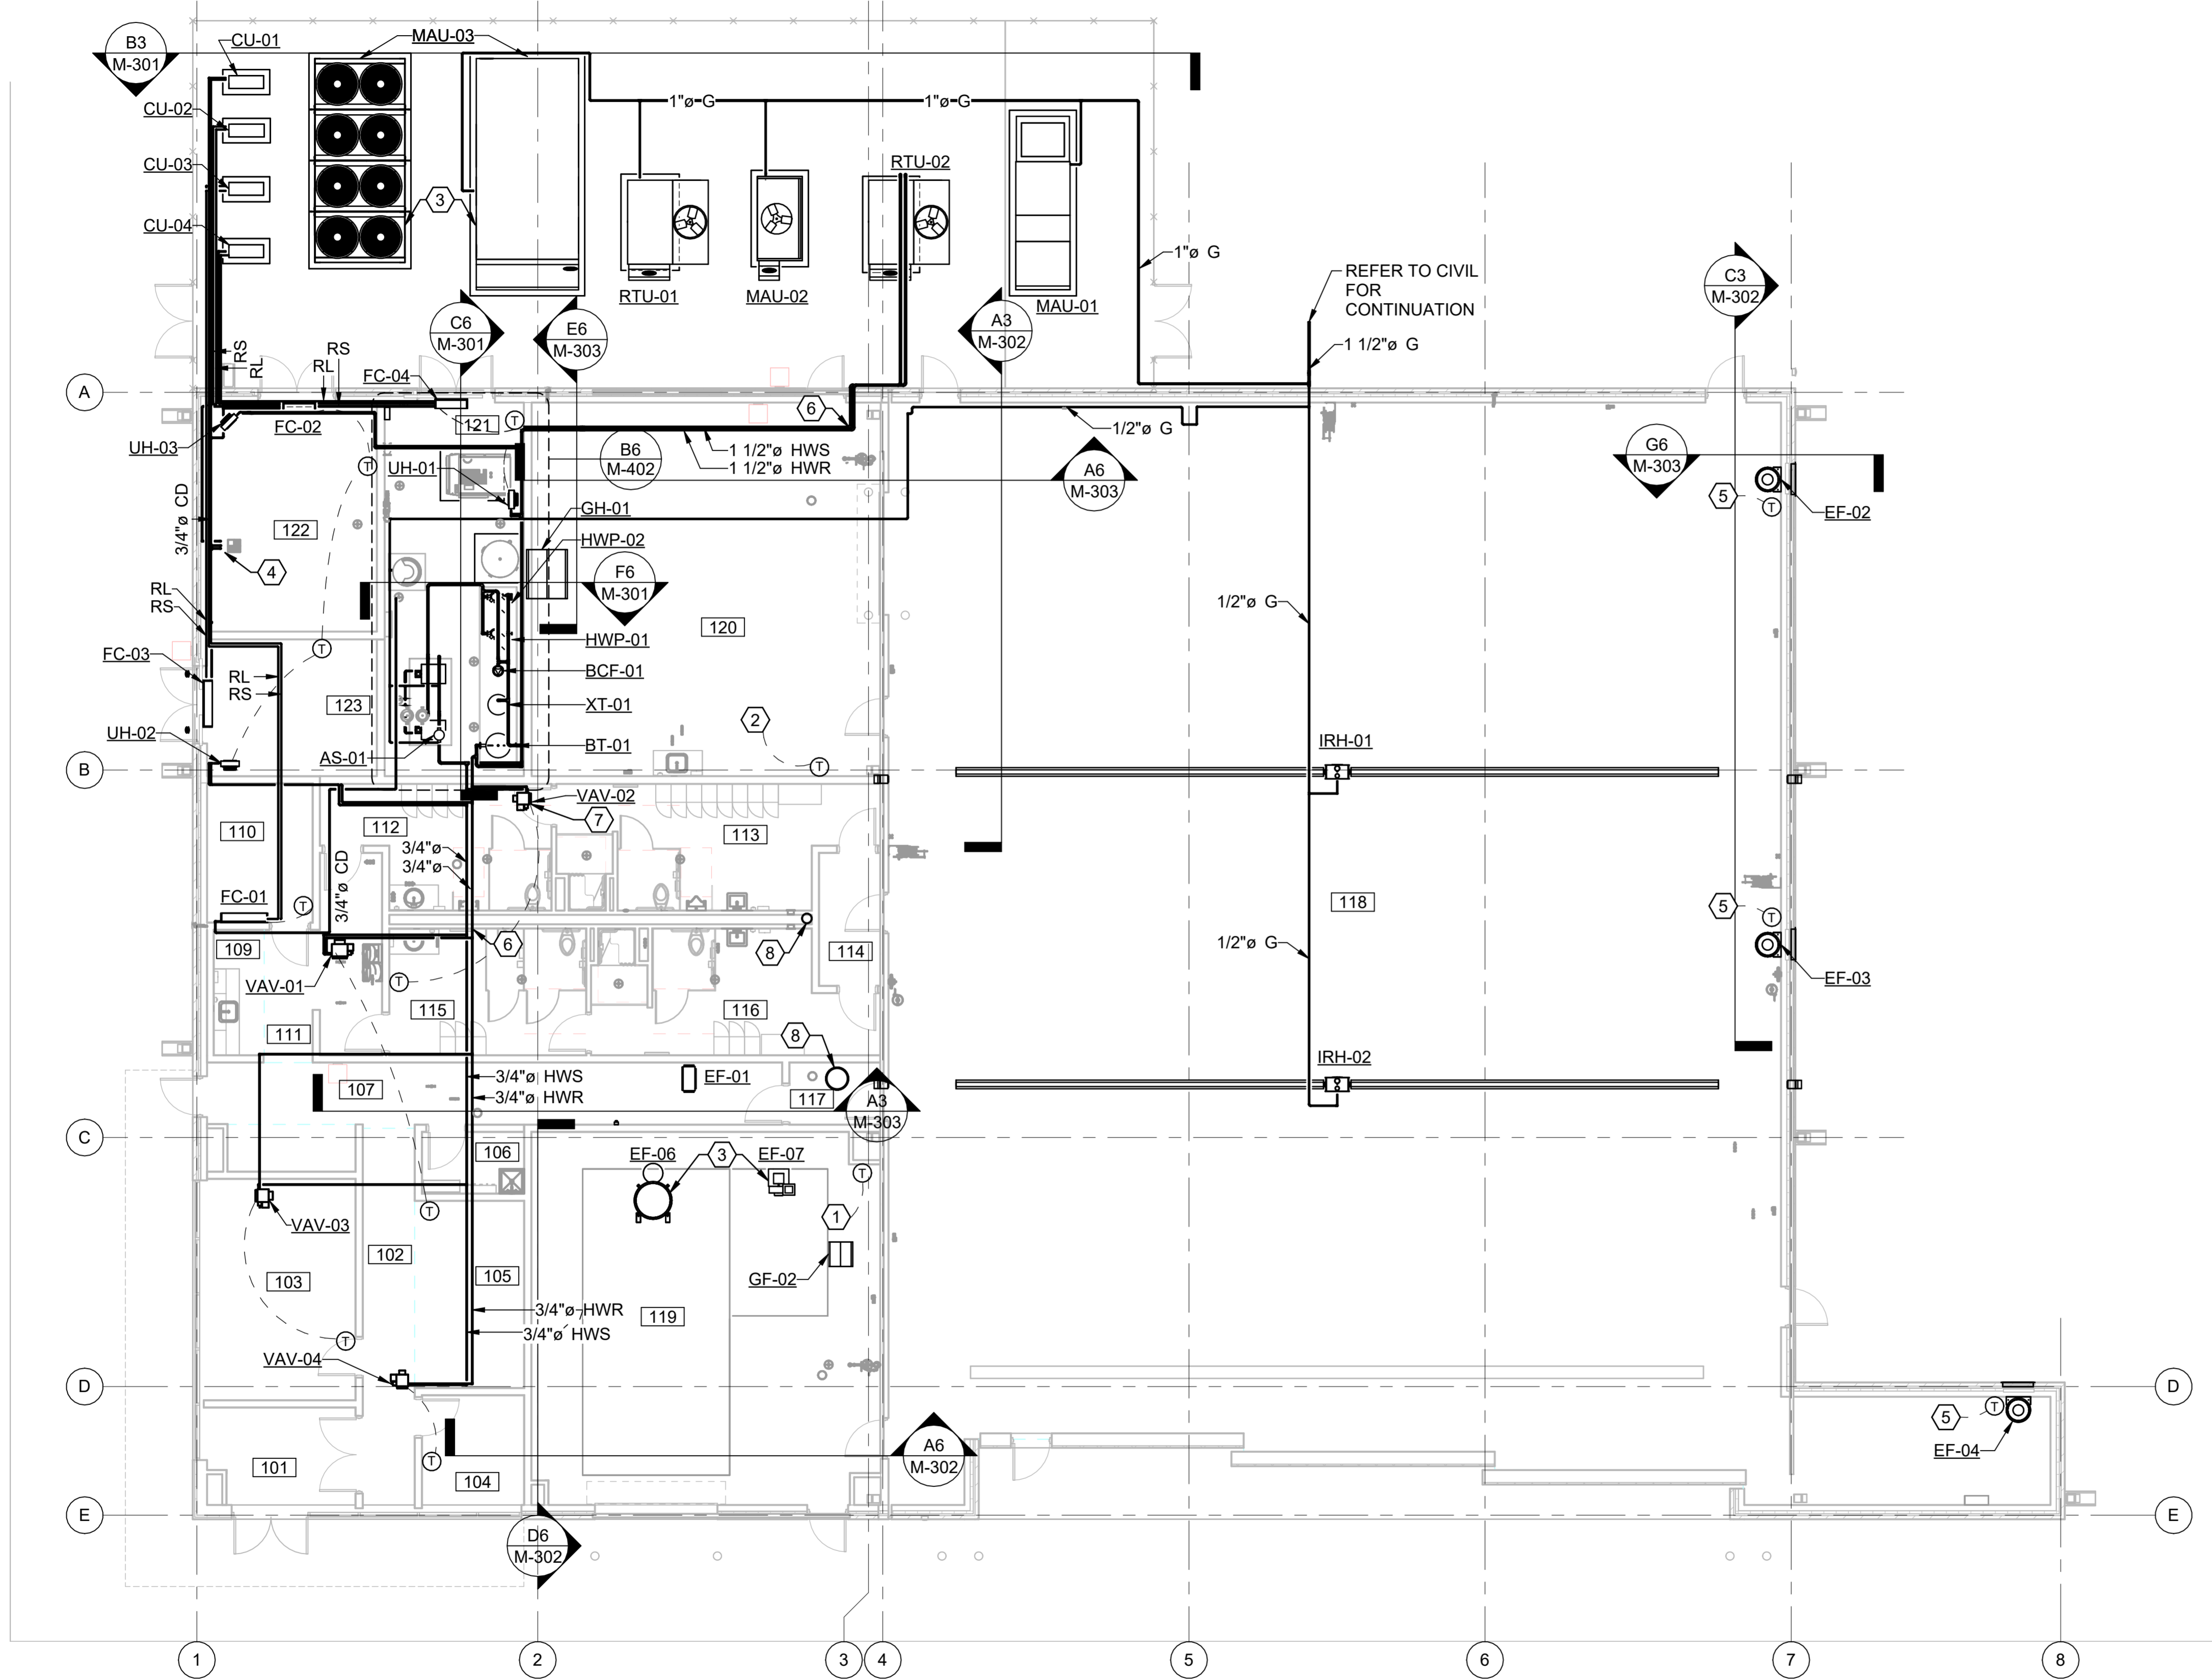 B3
M-301
CU-01
MAU-03
CU-02
1"ø G
1"ø G
CU-03
RTU-02
3
CU-04
1"ø G
C3
M-302
REFER TO CIVIL
FOR
CONTINUATION
RTU-01
MAU-02
MAU-01
C6
M-301
E6
M-303
A3
M-302
1 1/2"ø G
RS
RL
RL
RS
FC-04
A
6
FC-02
121
T
1/2"ø G
UH-03
1 1/2"ø HWS
1 1/2"ø HWR
B6
M-402
UH-01
T
A6
M-303
G6
M-303
5
T
EF-02
3/4"ø CD
122
GH-01
HWP-02
4
F6
M-301
RL
RS
1/2"ø G
120
HWP-01
T
FC-03
BCF-01
RL
RS
123
XT-01
2
UH-02
AS-01
BT-01
IRH-01
B
T
VAV-02
7
110
112
113
3/4"ø
3/4"ø
3/4"ø CD
FC-01
T
118
5
T
8
6
109
114
1/2"ø G
VAV-01
T
EF-03
111
115
116
8
IRH-02
3/4"ø HWS
EF-01
107
3/4"ø HWR
117
A3
M-303
C
106
EF-06
3
EF-07
T
T
1
VAV-03
102
103
105
GF-02
3/4"ø HWR
119
3/4"ø HWS
T
VAV-04
D
D
T
5
EF-04
A6
M-302
T
101
104
E
E
D6
M-302
1
2
3
4
5
6
7
8